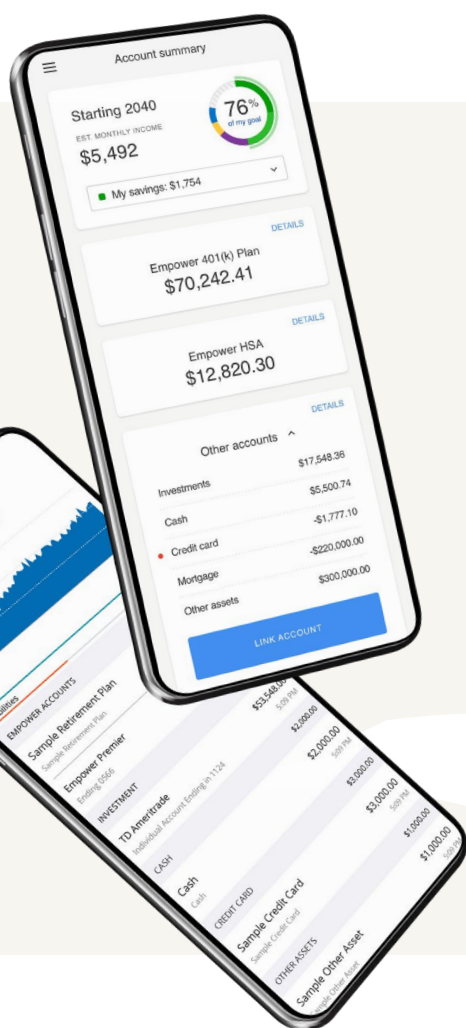 Account summary
Starting 2040
EST. MONTHLY INCOME
$5,492
76%
of my goal
My savings: $1,754
DETAILS
Empower 401(k) Plan
$70,242.41
DETAILS
Empower HSA
$12,820.30
DETAILS
Other accounts
Investments $17,548.36
Cash $5,500.74
Credit card -$1,777.10
Mortgage -$220,000.00
Other assets $300,000.00
LINK ACCOUNT
EMPOWER ACCOUNTS
Sample Retirement Plan
Sample Retirement Plan
Empower Premier $53,548.00
Ending 0566 5:09 PM
INVESTMENT $2,000.00
TD Ameritrade $2,000.00
Individual Account Ending in 1124 5:09 PM
CASH $3,000.00
Cash $3,000.00
Cash 5:09 PM
CREDIT CARD $1,000.00
Sample Credit Card $1,000.00
Sample Credit Card 5:09 PM
OTHER ASSETS
Sample Other Asset
Sample Other Asset